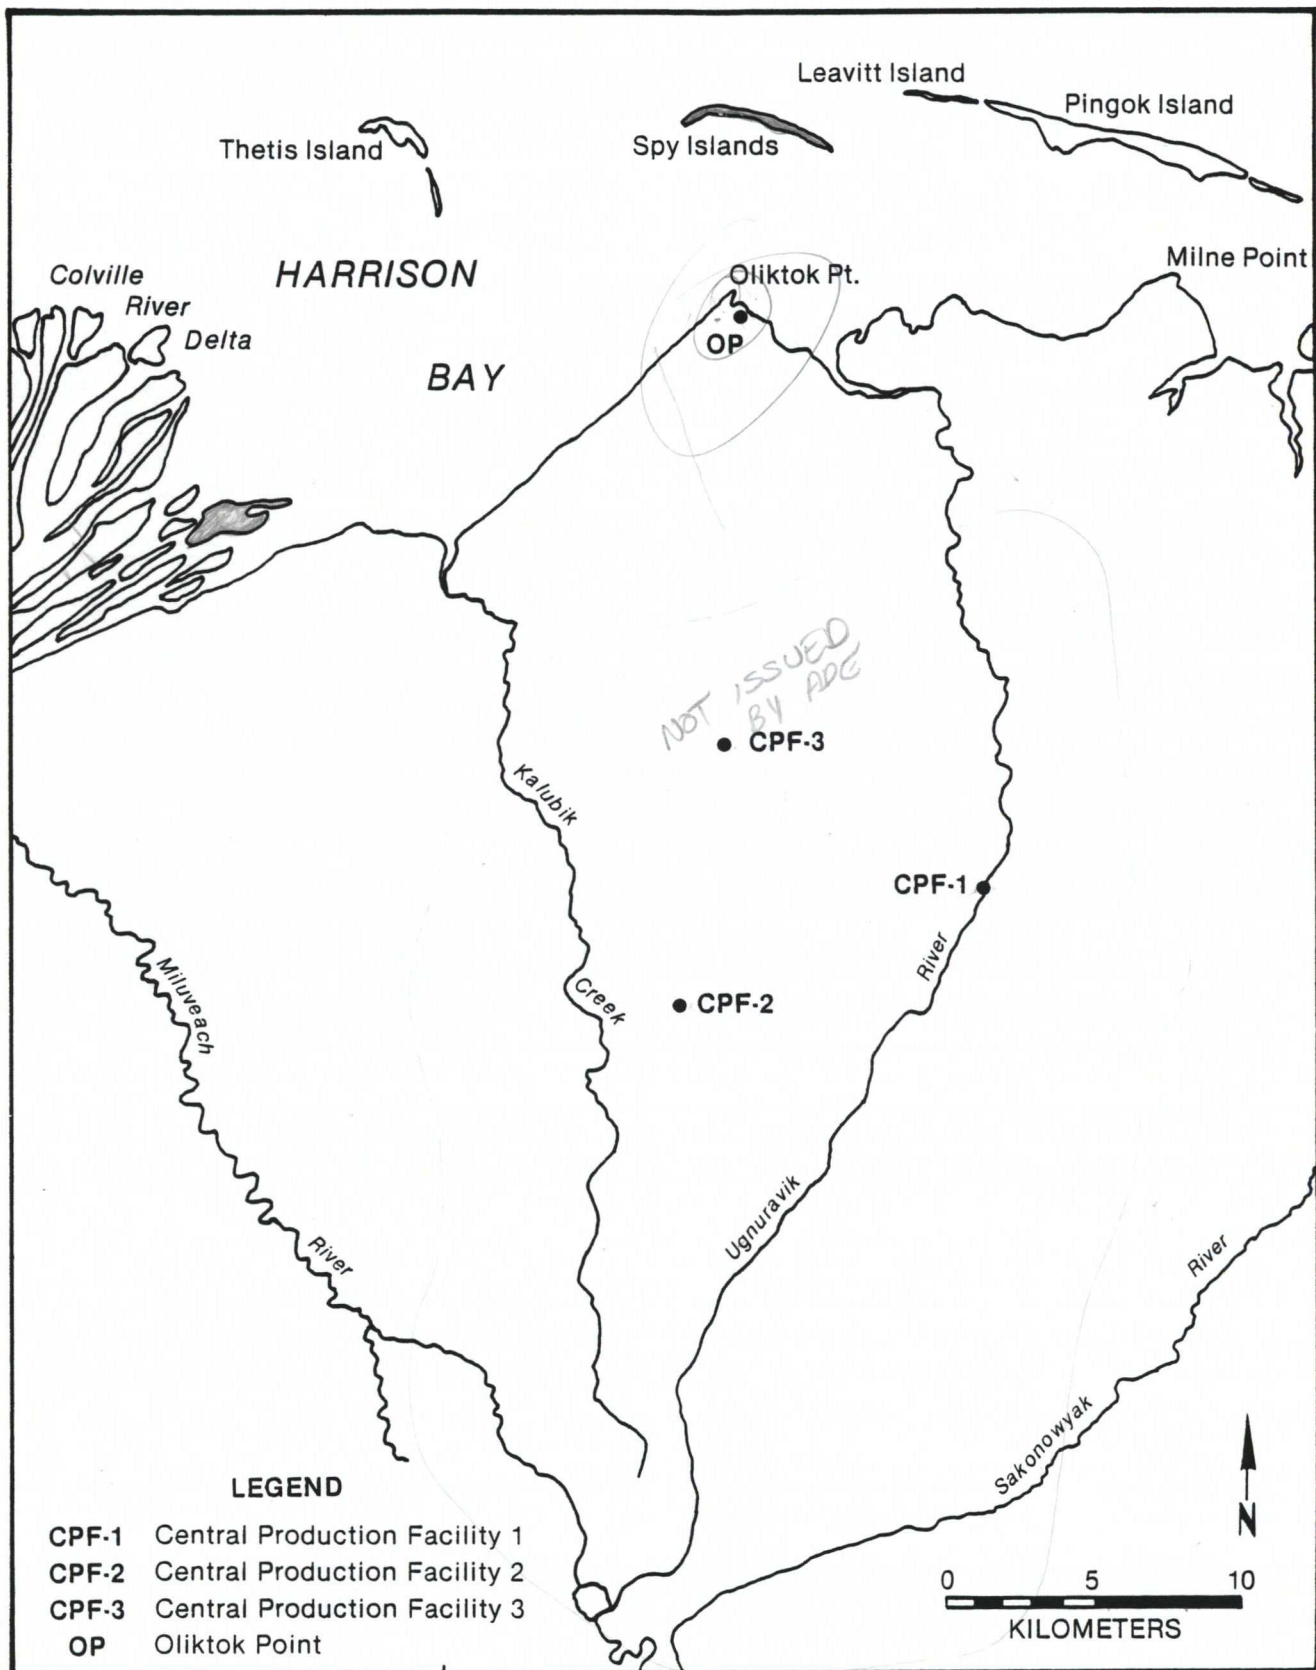 Leavitt Island
Pingok Island
Thetis Island
Spy Islands
Milne Point
Oliktok Pt.
OP
HARRISON
BAY
Colville
River
Delta
NOT ISSUED
BY ADE
CPF-3
Kalubik
Creek
CPF-1
River
Ugnuravik
CPF-2
Miluveach
River
River
Sakonowyak
N
LEGEND
CPF-1 Central Production Facility 1
CPF-2 Central Production Facility 2
CPF-3 Central Production Facility 3
OP Oliktok Point
0 5 10
KILOMETERS